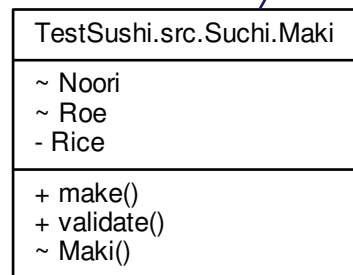 TestSushi.src.Suchi.Maki
~ Noori
~ Roe
- Rice
+ make()
+ validate()
~ Maki()